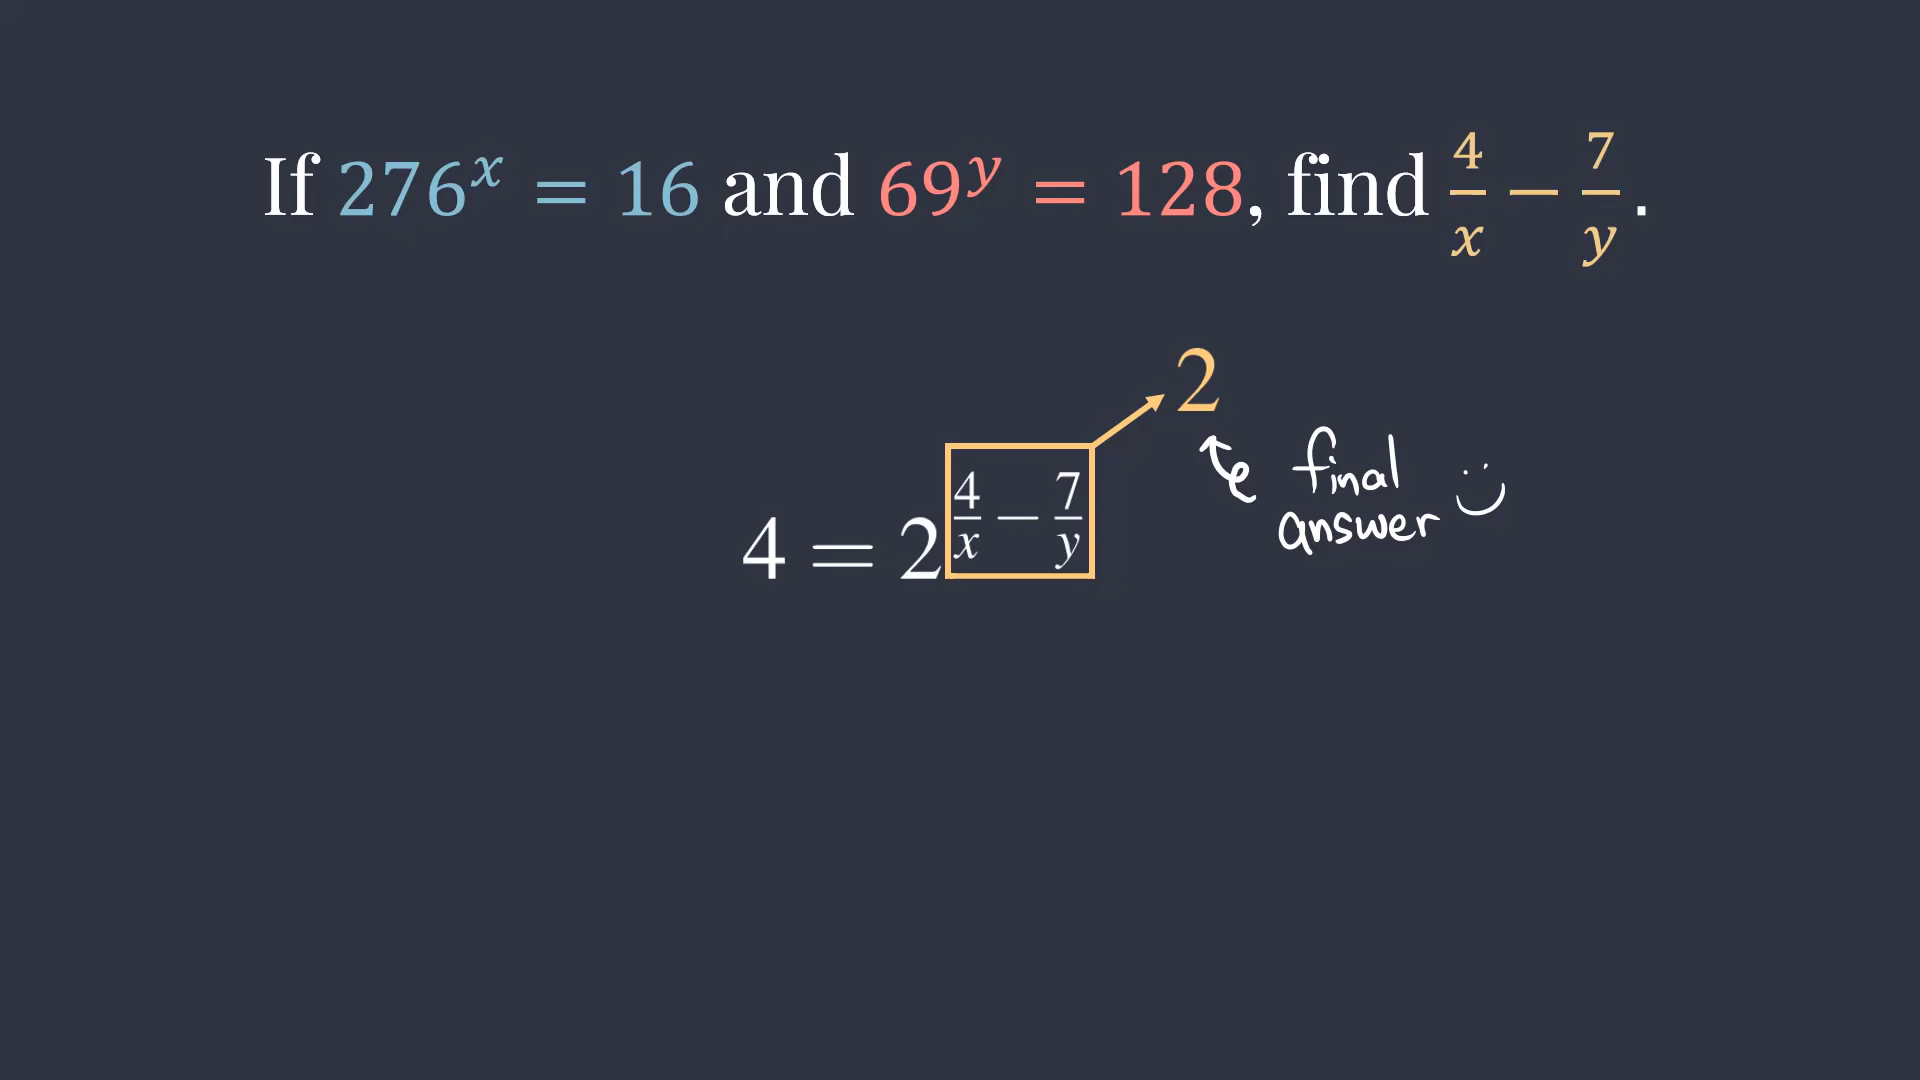 If 276^x = 16 and 69^y = 128, find 4/x − 7/y.
2
4 = 2^(4/x − 7/y)
final
answer